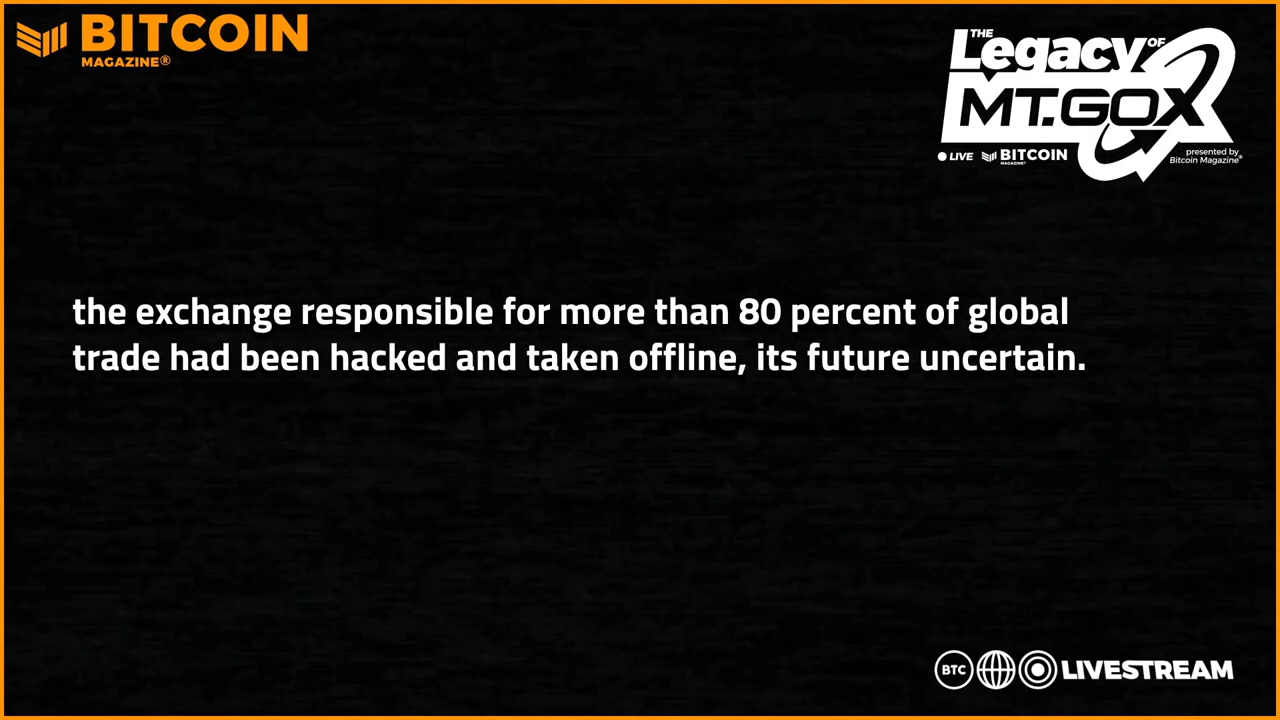 BITCOIN
MAGAZINE®
THE
Legacy OF
MT.GOX
LIVE BITCOIN
MAGAZINE®
presented by
Bitcoin Magazine®
the exchange responsible for more than 80 percent of global
trade had been hacked and taken offline, its future uncertain.
BTC LIVESTREAM